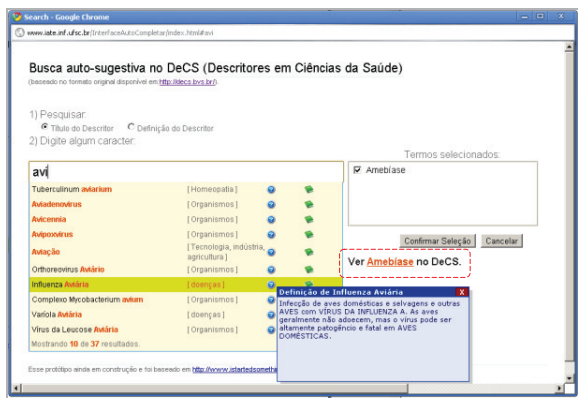 Search - Google Chrome
www.iate.inf.ufsc.br/InterfaceAutoCompletar/index.html#avi
Busca auto-sugestiva no DeCS (Descritores em Ciências da Saúde)
(baseado no formato original disponível em http://decs.bvs.br/)
1) Pesquisar:
Título do Descritor Definição do Descritor
2) Digite algum caracter:
Termos selecionados:
avi
Amebíase
Tuberculinum aviarium [Homeopatia]
Aviadenovirus [Organismos]
Avicennia [Organismos]
Avipoxvirus [Organismos]
Aviação [Tecnologia, indústria, agricultura]
Orthoreovirus Aviário [Organismos]
Influenza Aviária [doenças]
Complexo Mycobacterium avium [Organismos]
Varíola Aviária [doenças]
Vírus da Leucose Aviária [Organismos]
Mostrando 10 de 37 resultados.
Confirmar Seleção Cancelar
Ver Amebíase no DeCS.
Definição de Influenza Aviária X
Infecção de aves domésticas e selvagens e outras
AVES com VÍRUS DA INFLUENZA A. As aves
geralmente não adoecem, mas o vírus pode ser
altamente patogêncio e fatal em AVES
DOMÉSTICAS.
Esse protótipo ainda em construção e foi baseado em http://www.istartedsometh